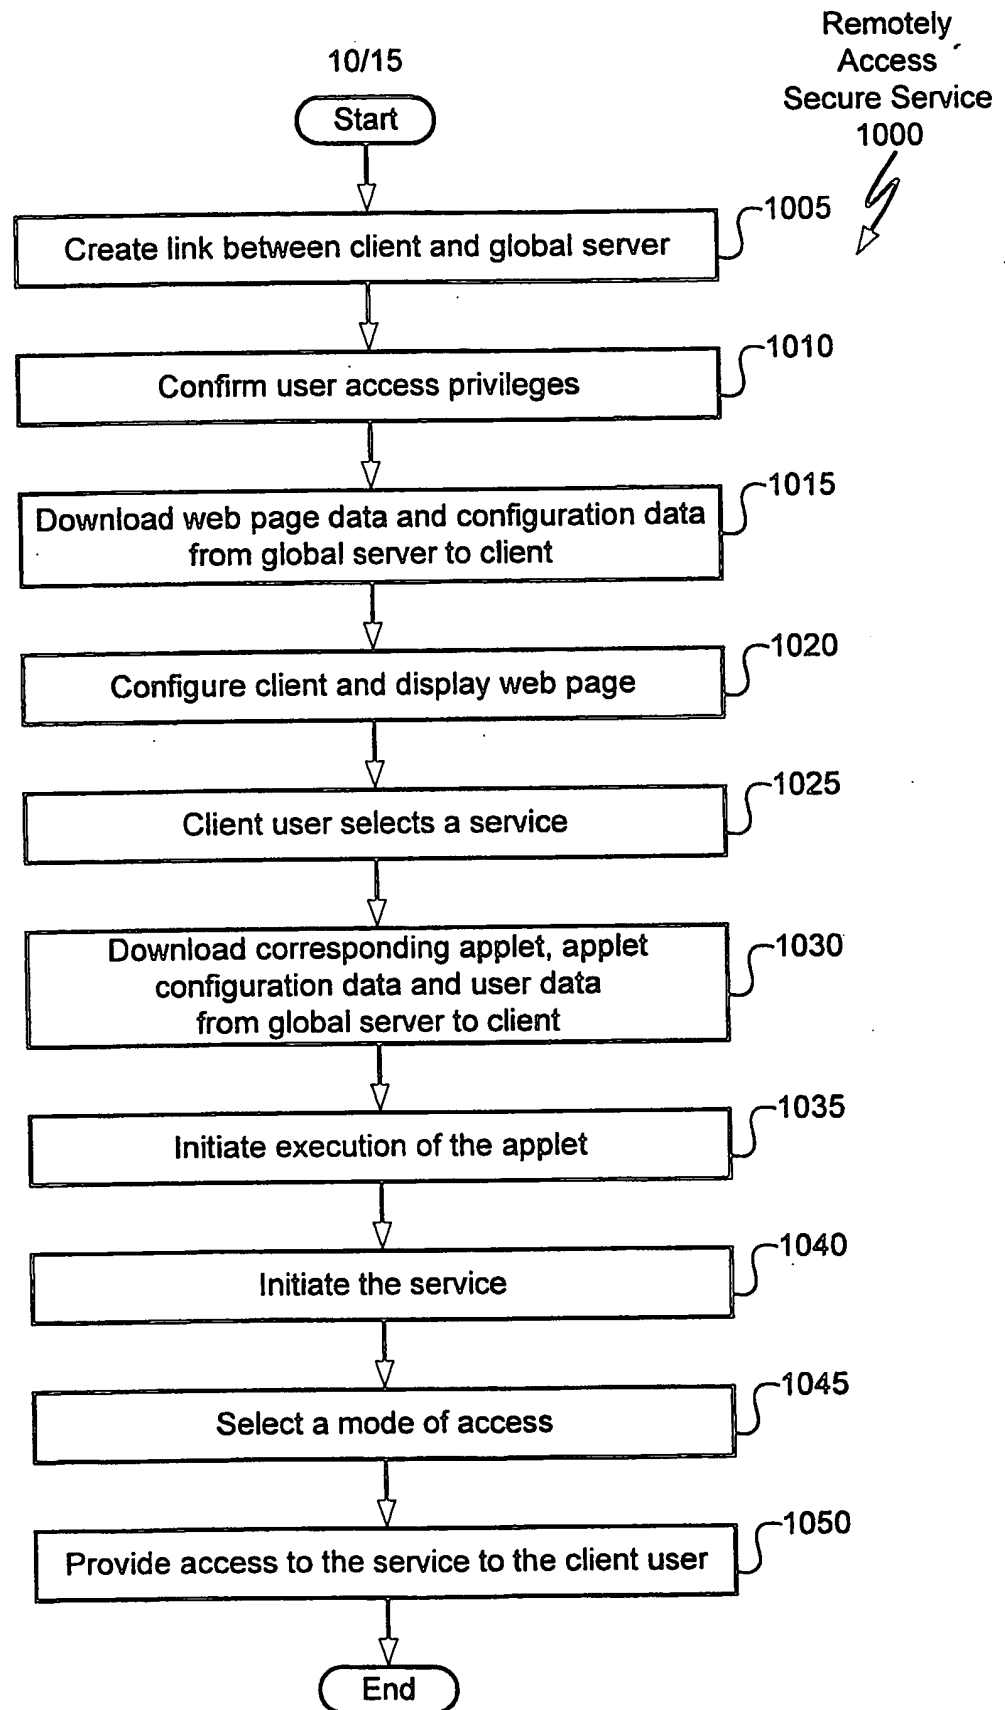 10/15
Remotely
Access
Secure Service
1000
Start
Create link between client and global server
1005
Confirm user access privileges
1010
Download web page data and configuration data
from global server to client
1015
Configure client and display web page
1020
Client user selects a service
1025
Download corresponding applet, applet
configuration data and user data
from global server to client
1030
Initiate execution of the applet
1035
Initiate the service
1040
Select a mode of access
1045
Provide access to the service to the client user
1050
End